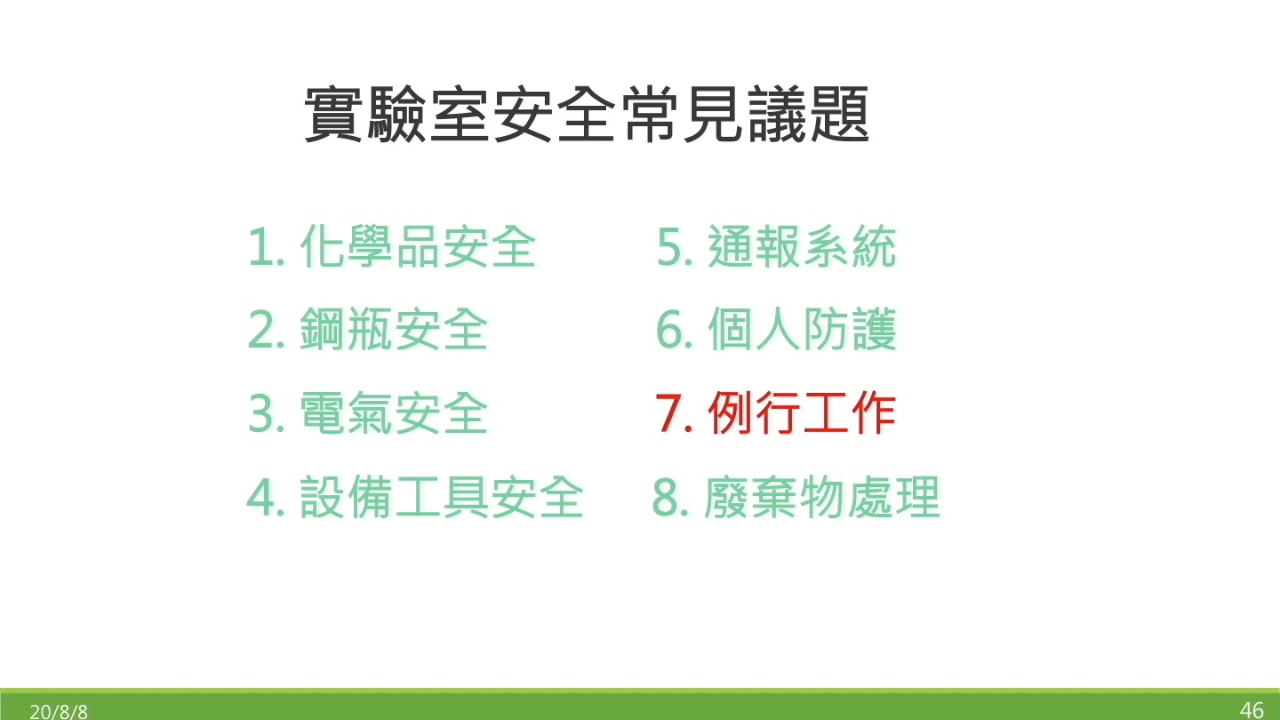 實驗室安全常見議題
1. 化學品安全
2. 鋼瓶安全
3. 電氣安全
4. 設備工具安全
5. 通報系統
6. 個人防護
7. 例行工作
8. 廢棄物處理
20/8/8
46